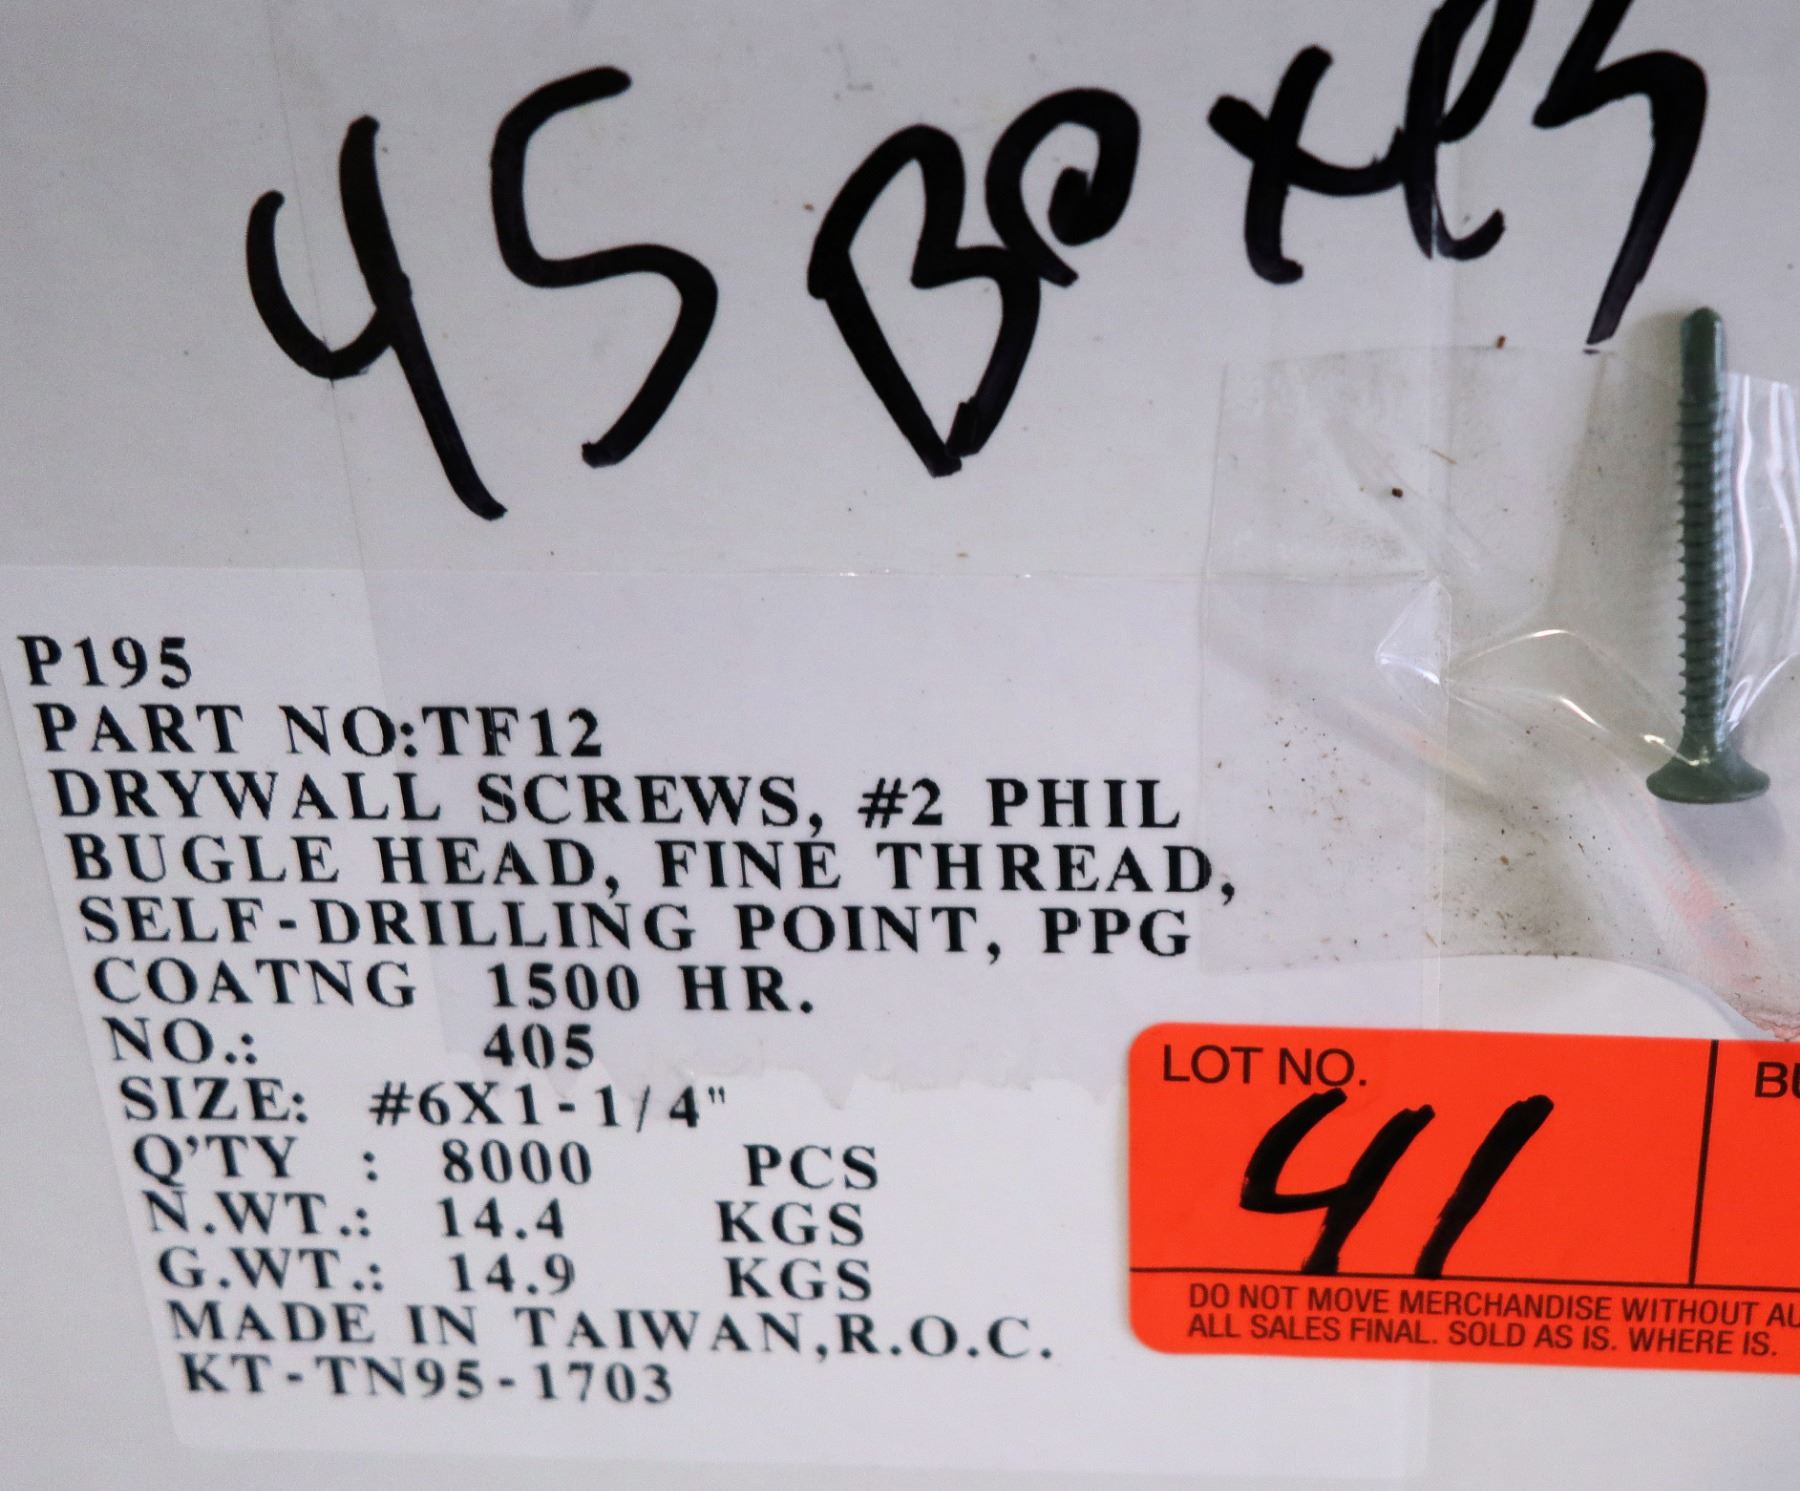 45 Boxes
P195
PART NO:TF12
DRYWALL SCREWS, #2 PHIL
BUGLE HEAD, FINE THREAD,
SELF-DRILLING POINT, PPG
COATNG 1500 HR.
NO.: 405
SIZE: #6X1-1/4"
Q'TY : 8000 PCS
N.WT.: 14.4 KGS
G.WT.: 14.9 KGS
MADE IN TAIWAN,R.O.C.
KT-TN95-1703
LOT NO.
41
DO NOT MOVE MERCHANDISE WITHOUT
ALL SALES FINAL. SOLD AS IS. WHERE IS.